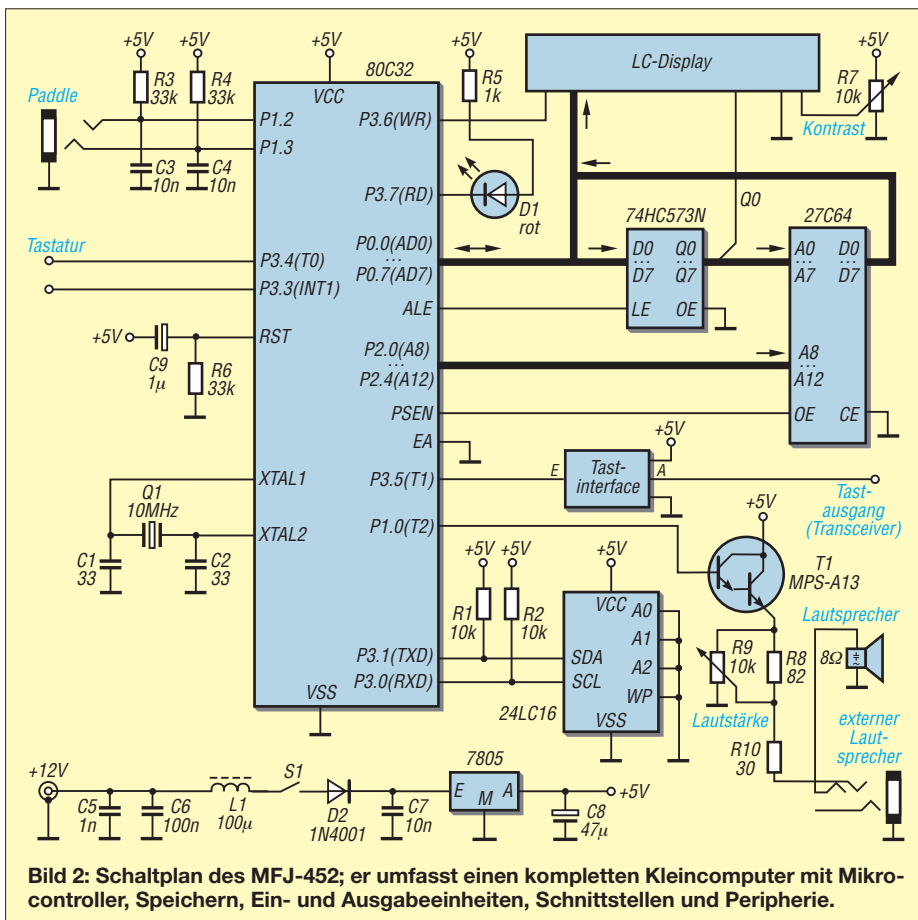 +5V
+5V
+5V
+5V
+5V
R3
33k
R4
33k
Paddle
C3
10n
C4
10n
80C32
VCC
P1.2
P1.3
P3.6(WR)
P3.7(RD)
R5
1k
D1
rot
LC-Display
R7
10k
Kontrast
Q0
Tastatur
P3.4(T0)
P3.3(INT1)
P0.0(AD0)
...
P0.7(AD7)
ALE
74HC573N
D0
...
D7
Q0
...
Q7
LE
OE
27C64
A0
...
A7
D0
...
D7
A8
...
A12
OE
CE
+5V
C9
1µ
R6
33k
RST
P2.0(A8)
...
P2.4(A12)
PSEN
EA
XTAL1
XTAL2
Q1
10MHz
C1
33
C2
33
P3.5(T1)
P1.0(T2)
E
Tast-
interface
A
+5V
Tast-
ausgang
(Transceiver)
+5V
T1
MPS-A13
+5V
+5V
R1
10k
R2
10k
P3.1(TXD)
P3.0(RXD)
VSS
+5V
VCC
A0
A1
A2
WP
SDA
SCL
VSS
24LC16
R9
10k
Lautstärke
R8
82
R10
30
Lautsprecher
8Ω
externer
Laut-
sprecher
+12V
C5
1n
C6
100n
L1
100µ
S1
D2
1N4001
C7
10n
7805
E
M
A
+5V
C8
47µ
Bild 2: Schaltplan des MFJ-452; er umfasst einen kompletten Kleincomputer mit Mikro-
controller, Speichern, Ein- und Ausgabeeinheiten, Schnittstellen und Peripherie.